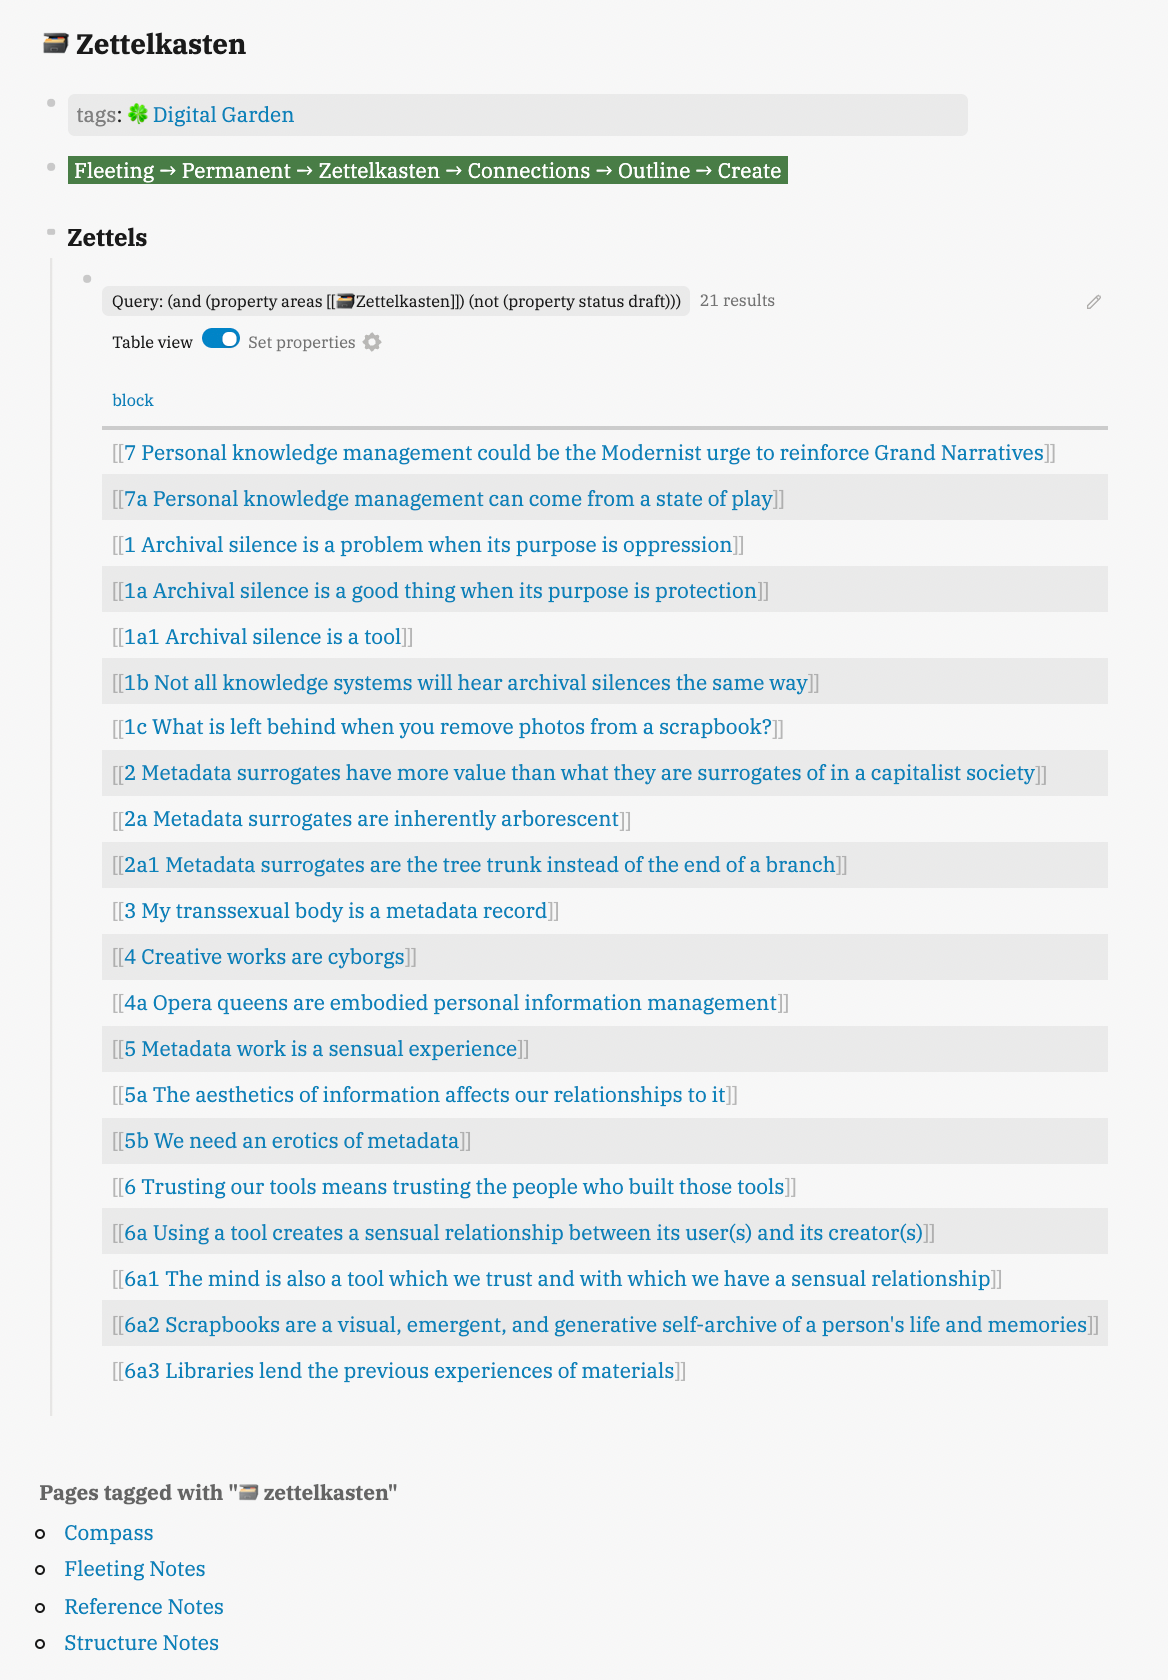 🗃️ Zettelkasten
tags: 🍀 Digital Garden
Fleeting → Permanent → Zettelkasten → Connections → Outline → Create
Zettels
Query: (and (property areas [[🗃️Zettelkasten]]) (not (property status draft))) 21 results
Table view Set properties
block
[[7 Personal knowledge management could be the Modernist urge to reinforce Grand Narratives]]
[[7a Personal knowledge management can come from a state of play]]
[[1 Archival silence is a problem when its purpose is oppression]]
[[1a Archival silence is a good thing when its purpose is protection]]
[[1a1 Archival silence is a tool]]
[[1b Not all knowledge systems will hear archival silences the same way]]
[[1c What is left behind when you remove photos from a scrapbook?]]
[[2 Metadata surrogates have more value than what they are surrogates of in a capitalist society]]
[[2a Metadata surrogates are inherently arborescent]]
[[2a1 Metadata surrogates are the tree trunk instead of the end of a branch]]
[[3 My transsexual body is a metadata record]]
[[4 Creative works are cyborgs]]
[[4a Opera queens are embodied personal information management]]
[[5 Metadata work is a sensual experience]]
[[5a The aesthetics of information affects our relationships to it]]
[[5b We need an erotics of metadata]]
[[6 Trusting our tools means trusting the people who built those tools]]
[[6a Using a tool creates a sensual relationship between its user(s) and its creator(s)]]
[[6a1 The mind is also a tool which we trust and with which we have a sensual relationship]]
[[6a2 Scrapbooks are a visual, emergent, and generative self-archive of a person's life and memories]]
[[6a3 Libraries lend the previous experiences of materials]]
Pages tagged with "🗃️ zettelkasten"
Compass
Fleeting Notes
Reference Notes
Structure Notes